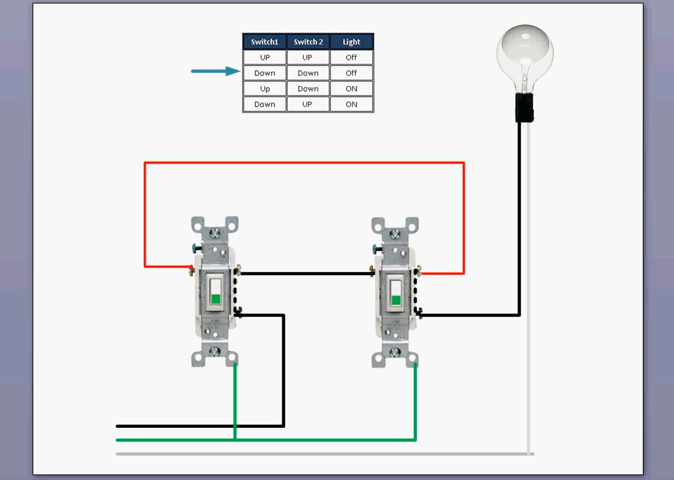 Switch1 Switch 2 Light
UP UP Off
Down Down Off
Up Down ON
Down UP ON